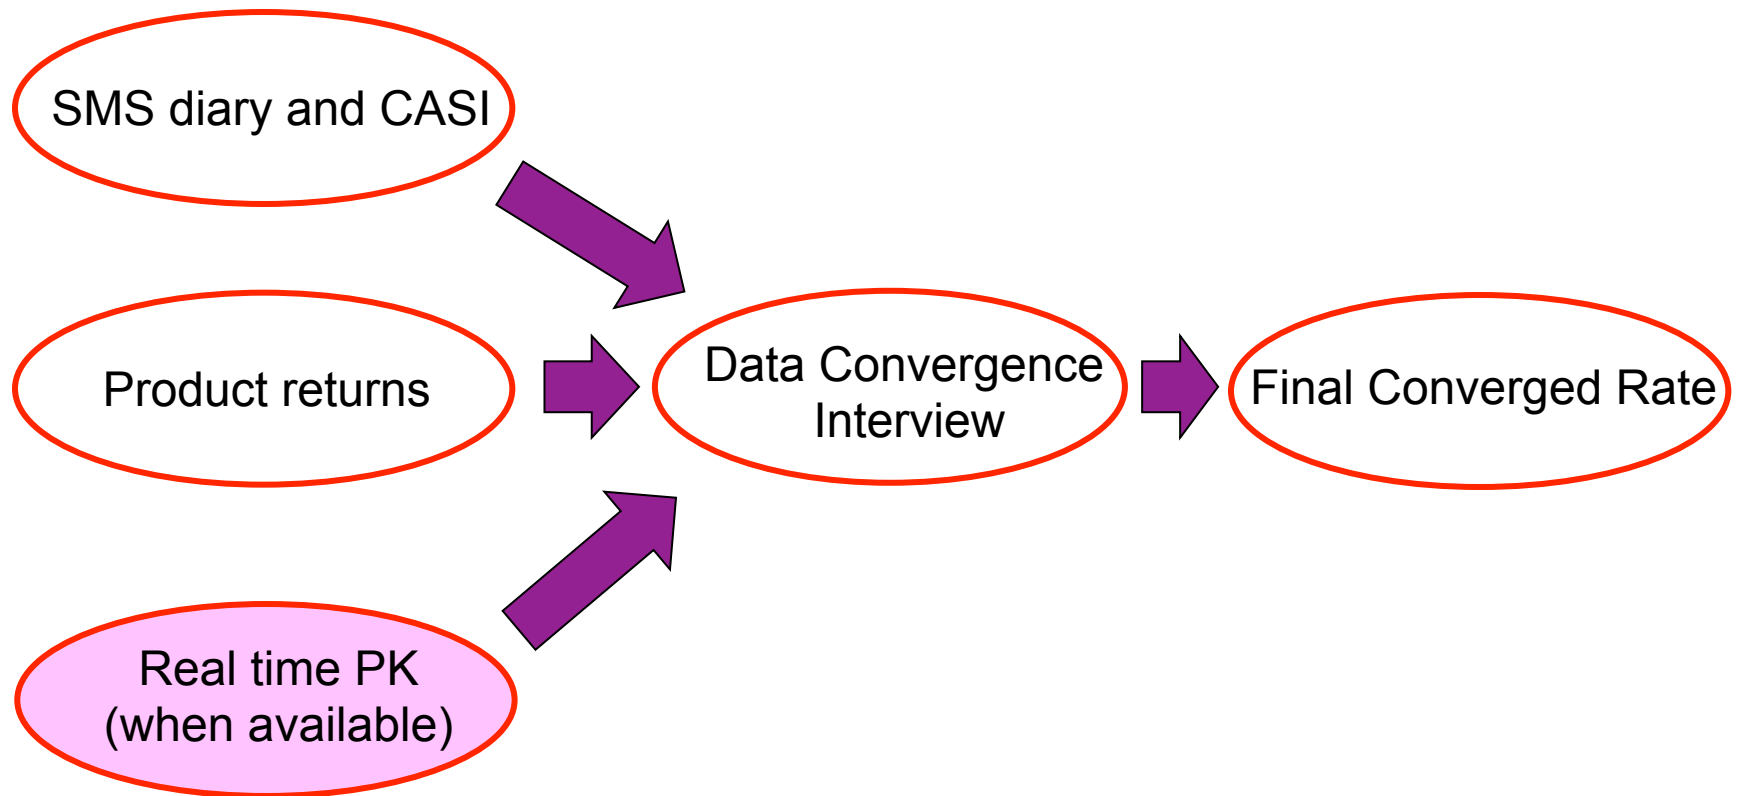 SMS diary and CASI
Product returns
Real time PK
(when available)
Data Convergence
Interview
Final Converged Rate